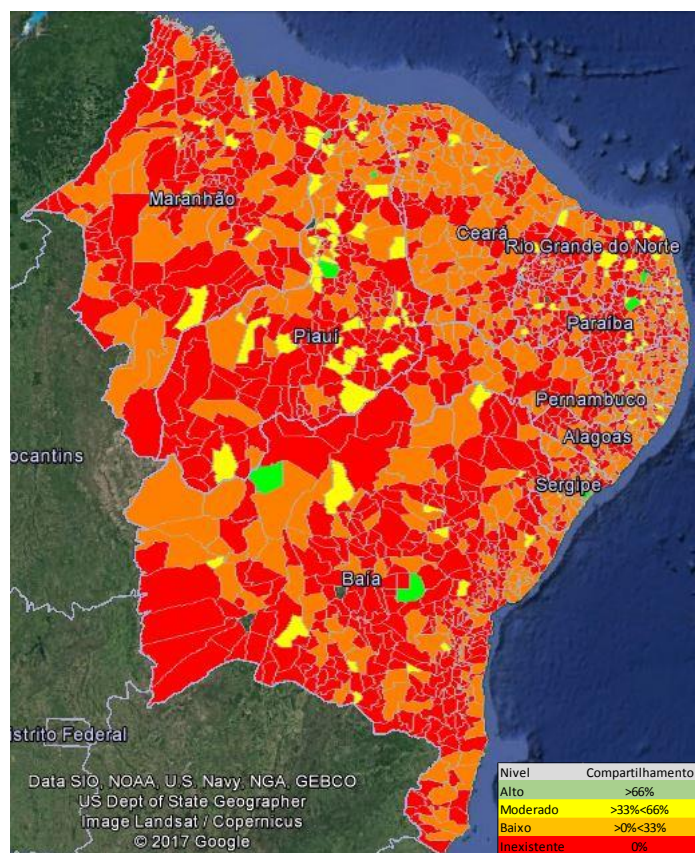 Maranhão
Ceará
Rio Grande do Norte
Piauí
Paraíba
Pernambuco
Alagoas
ocantins
Sergipe
Baía
istrito Federal
Data SIO, NOAA, U.S. Navy, NGA, GEBCO
US Dept of State Geographer
Image Landsat / Copernicus
© 2017 Google
Nivel Compartilhamento
Alto >66%
Moderado >33%<66%
Baixo >0%<33%
Inexistente 0%